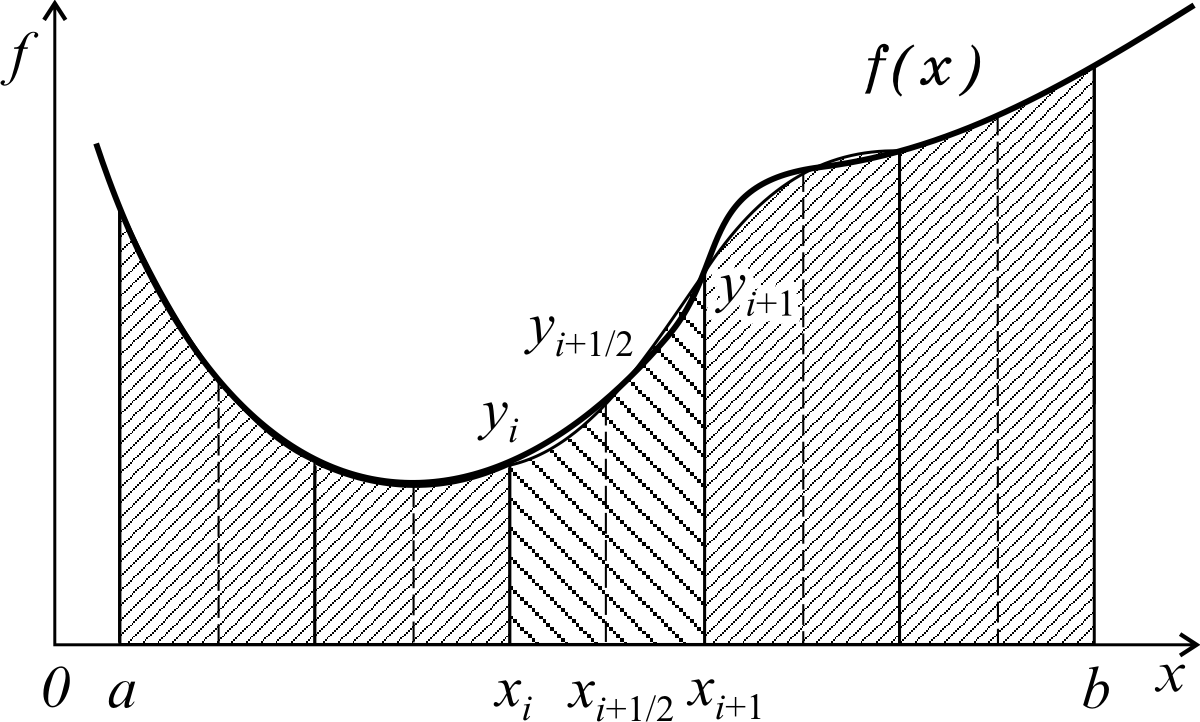 f
f(x)
y_{i+1}
y_{i+1/2}
y_i
0 a x_i x_{i+1/2} x_{i+1} b x